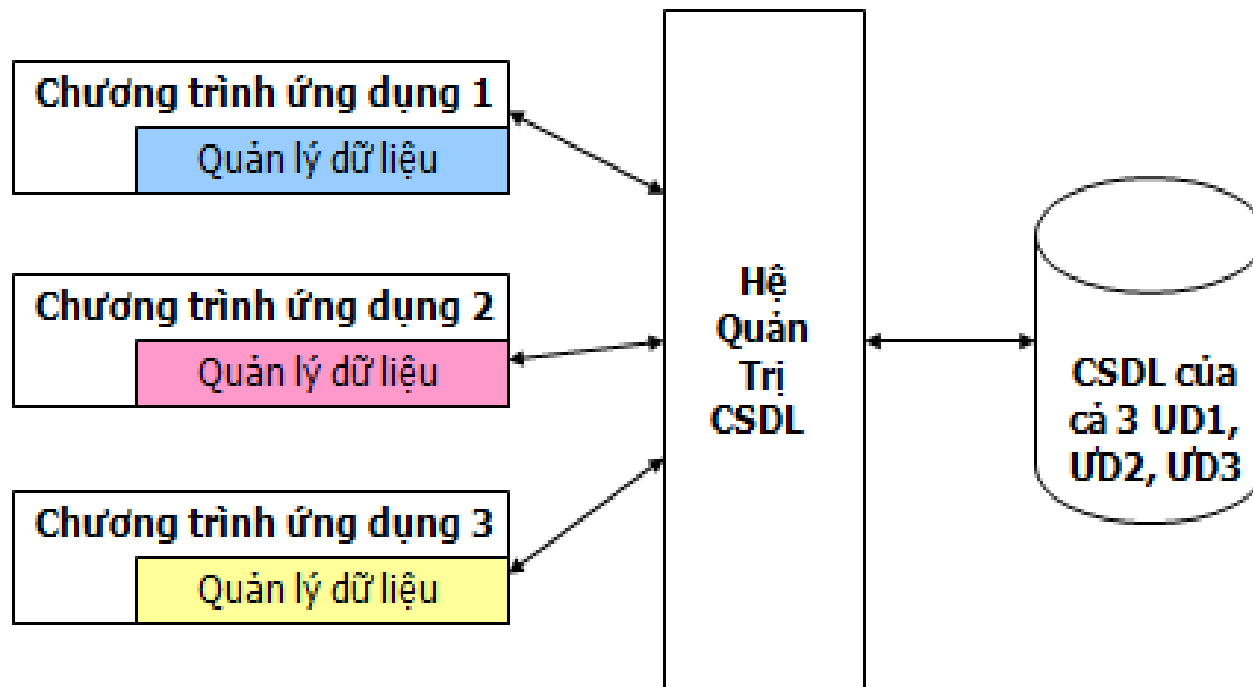 Chương trình ứng dụng 1
Quản lý dữ liệu
Chương trình ứng dụng 2
Quản lý dữ liệu
Chương trình ứng dụng 3
Quản lý dữ liệu
Hệ
Quản
Trị
CSDL
CSDL của
cả 3 UD1,
ƯD2, ƯD3